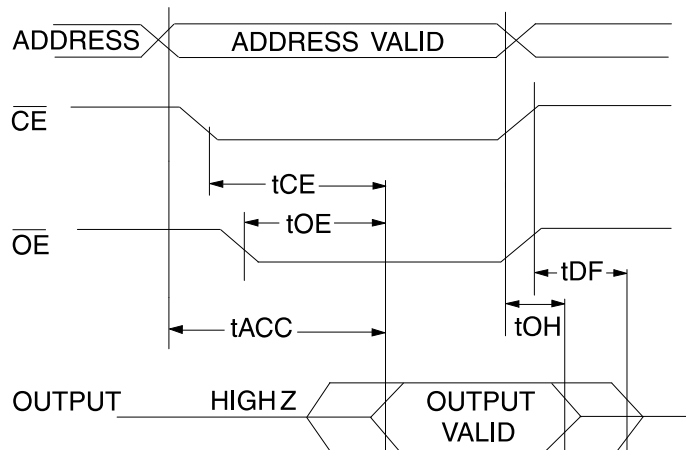 ADDRESS
ADDRESS VALID
CE
tCE
tOE
OE
tDF
tACC
tOH
OUTPUT
HIGH Z
OUTPUT
VALID